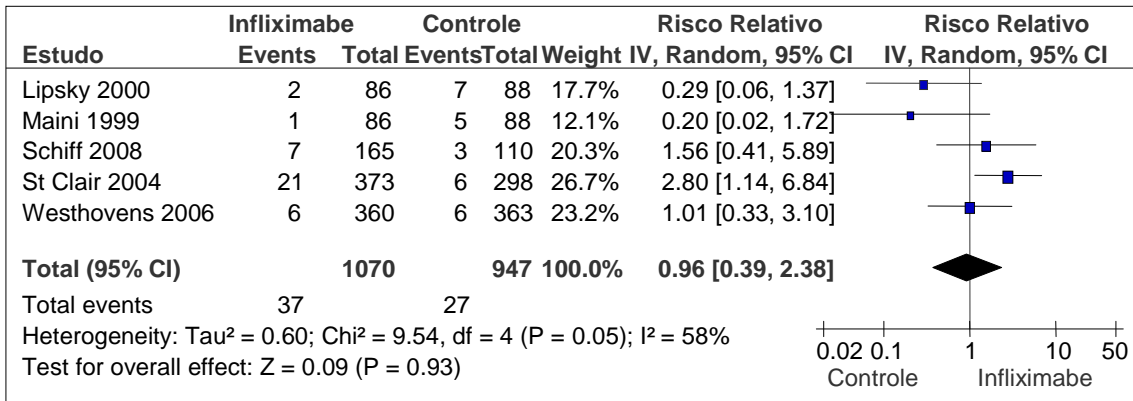 Infliximabe Controle Risco Relativo Risco Relativo
Estudo Events Total Events Total Weight IV, Random, 95% CI IV, Random, 95% CI
Lipsky 2000 2 86 7 88 17.7% 0.29 [0.06, 1.37]
Maini 1999 1 86 5 88 12.1% 0.20 [0.02, 1.72]
Schiff 2008 7 165 3 110 20.3% 1.56 [0.41, 5.89]
St Clair 2004 21 373 6 298 26.7% 2.80 [1.14, 6.84]
Westhovens 2006 6 360 6 363 23.2% 1.01 [0.33, 3.10]
Total (95% CI) 1070 947 100.0% 0.96 [0.39, 2.38]
Total events 37 27
Heterogeneity: Tau² = 0.60; Chi² = 9.54, df = 4 (P = 0.05); I² = 58%
Test for overall effect: Z = 0.09 (P = 0.93)
0.02 0.1 1 10 50
Controle Infliximabe